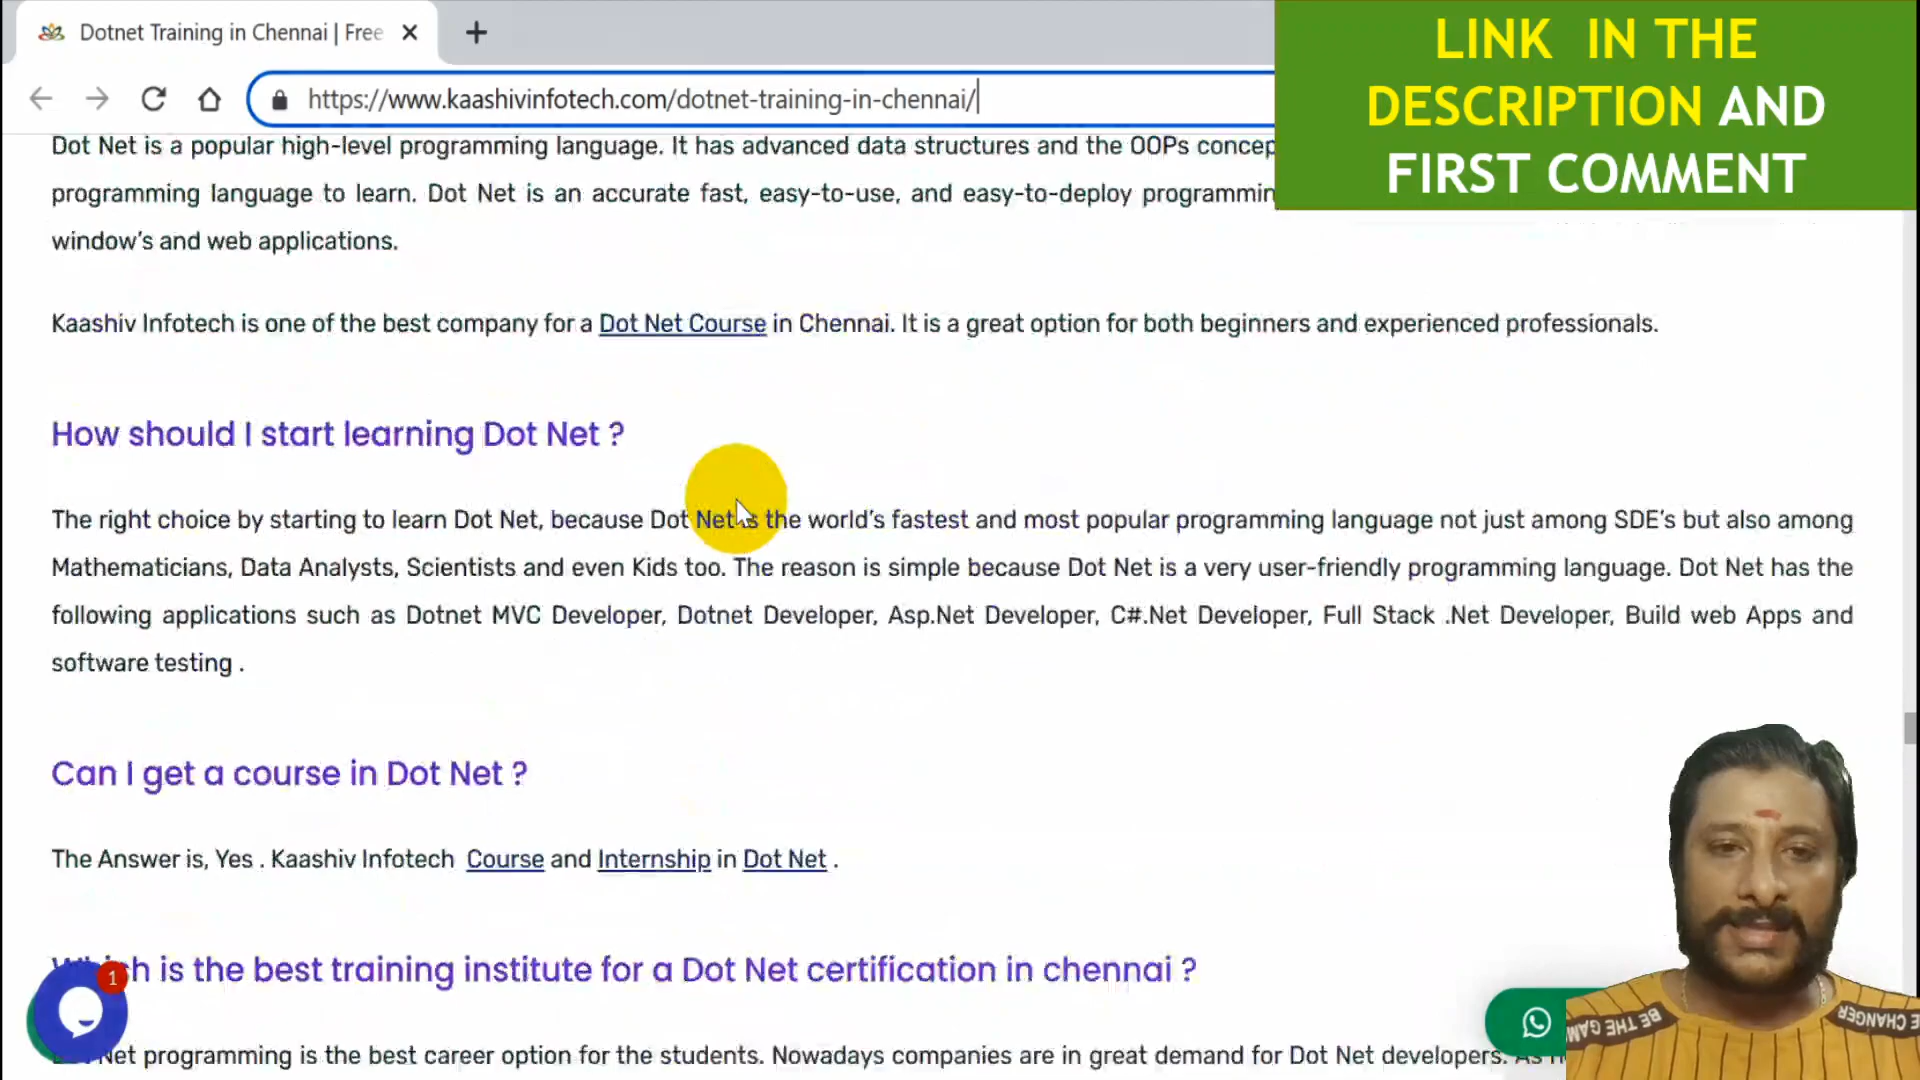 Dotnet Training in Chennai | Free
LINK IN THE
DESCRIPTION AND
FIRST COMMENT
https://www.kaashivinfotech.com/dotnet-training-in-chennai/
Dot Net is a popular high-level programming language. It has advanced data structures and the OOPs concep
programming language to learn. Dot Net is an accurate fast, easy-to-use, and easy-to-deploy programmin
window's and web applications.
Kaashiv Infotech is one of the best company for a Dot Net Course in Chennai. It is a great option for both beginners and experienced professionals.
How should I start learning Dot Net ?
The right choice by starting to learn Dot Net, because Dot Net is the world's fastest and most popular programming language not just among SDE's but also among
Mathematicians, Data Analysts, Scientists and even Kids too. The reason is simple because Dot Net is a very user-friendly programming language. Dot Net has the
following applications such as Dotnet MVC Developer, Dotnet Developer, Asp.Net Developer, C#.Net Developer, Full Stack .Net Developer, Build web Apps and
software testing .
Can I get a course in Dot Net ?
The Answer is, Yes . Kaashiv Infotech Course and Internship in Dot Net .
Which is the best training institute for a Dot Net certification in chennai ?
1
Net programming is the best career option for the students. Nowadays companies are in great demand for Dot Net developers. As
BE THE GAM